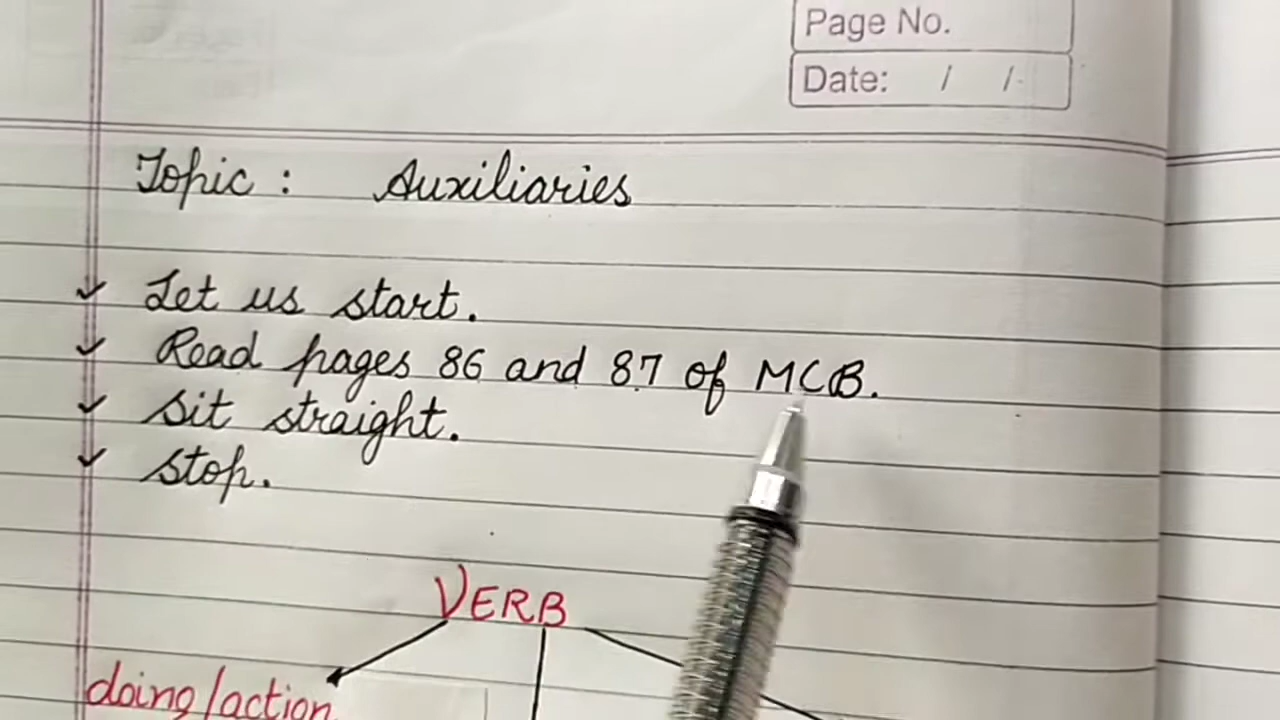 Page No.
Date: / /
Topic : Auxiliaries
Let us start.
Read pages 86 and 87 of MCB.
Sit straight.
Stop.
VERB
doing/action